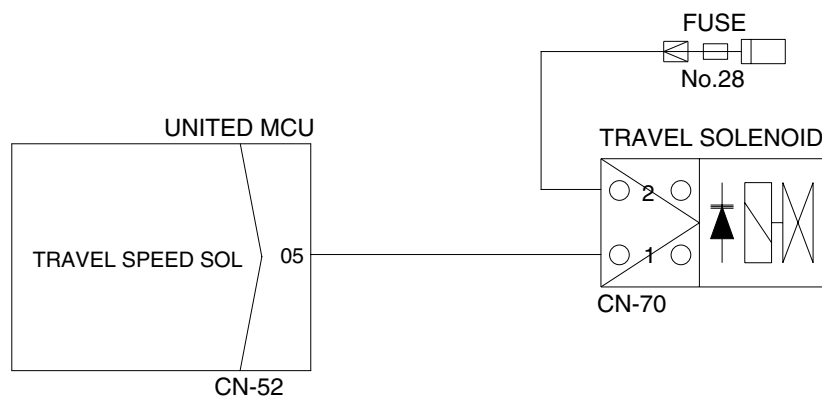 FUSE
No.28
UNITED MCU
TRAVEL SOLENOID
2
TRAVEL SPEED SOL
05
1
CN-70
CN-52